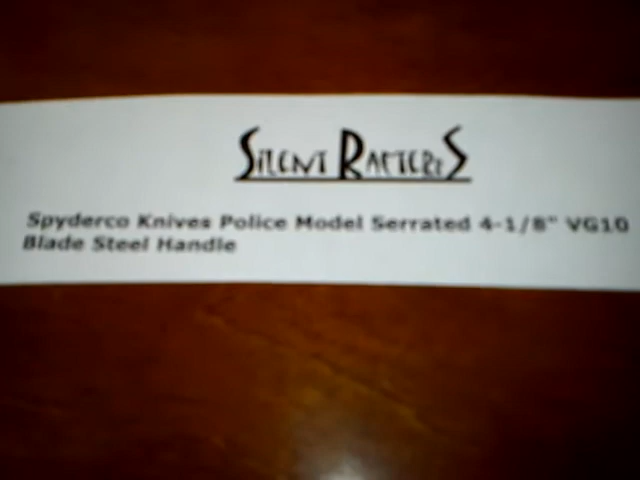 Silent RafterS
Spyderco Knives Police Model Serrated 4-1/8" VG10
Blade Steel Handle